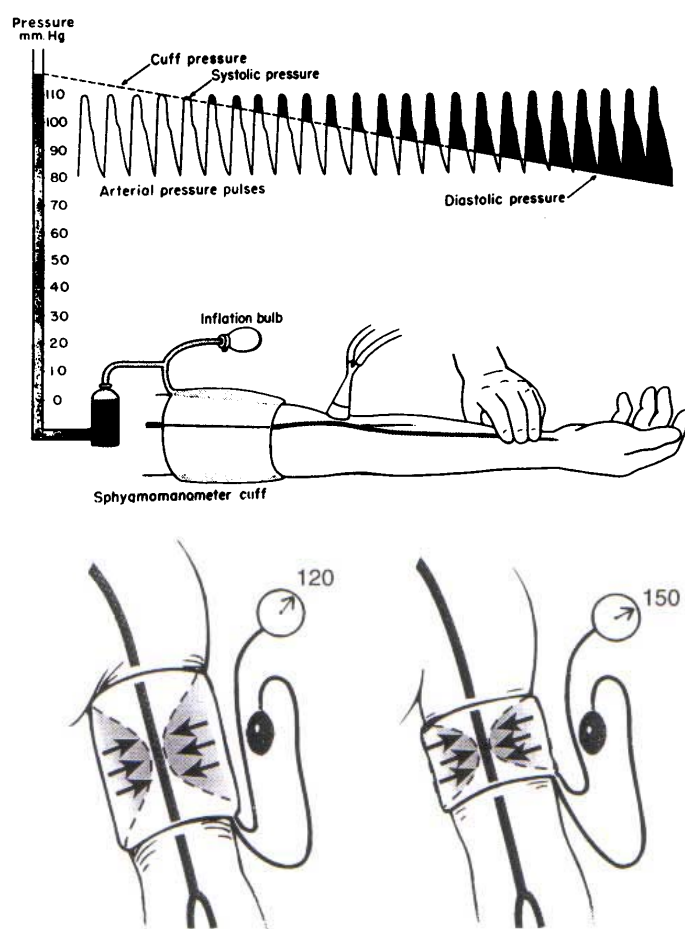 Pressure
mm. Hg
Cuff pressure
Systolic pressure
110
100
90
80
70
60
50
40
30
20
10
0
Arterial pressure pulses
Diastolic pressure
Inflation bulb
Sphygmomanometer cuff
120
150